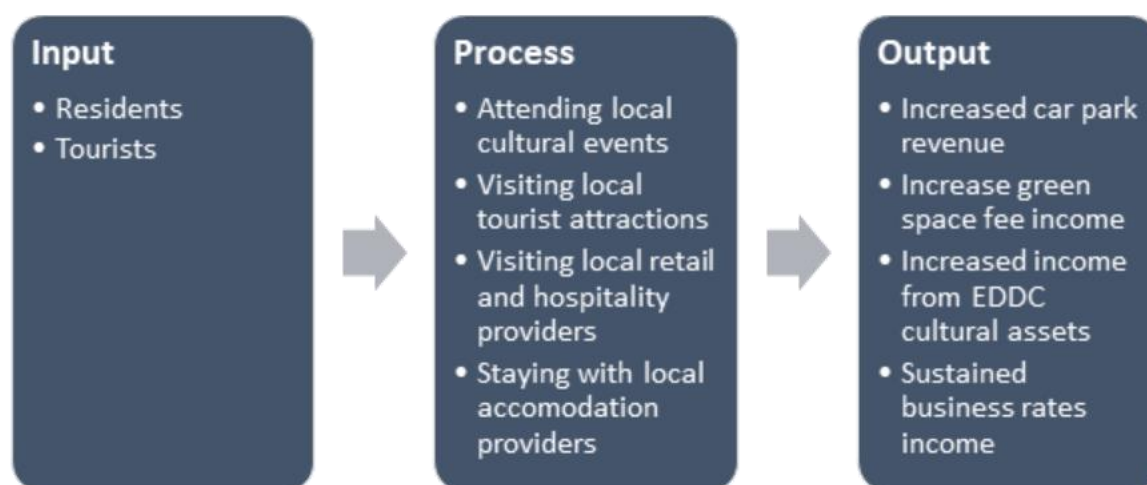 Input
• Residents
• Tourists
Process
• Attending local
cultural events
• Visiting local
tourist attractions
• Visiting local retail
and hospitality
providers
• Staying with local
accomodation
providers
Output
• Increased car park
revenue
• Increase green
space fee income
• Increased income
from EDDC
cultural assets
• Sustained
business rates
income